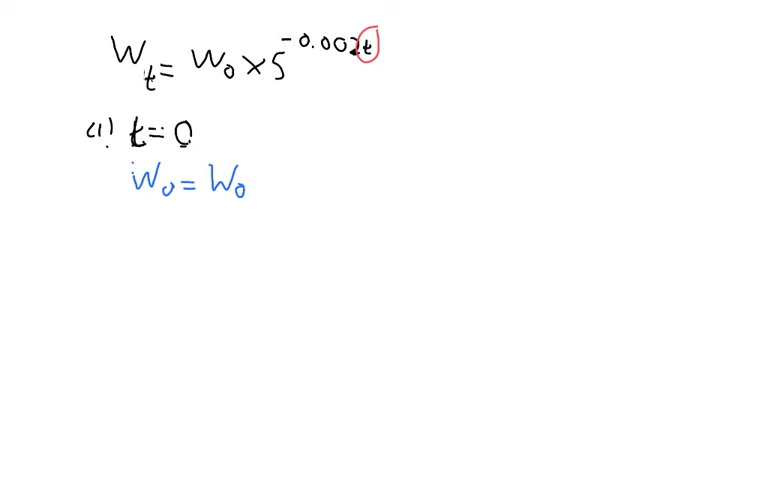 W_t = W_0 × 5^{-0.002t}
(1) t = 0
W_0 = W_0